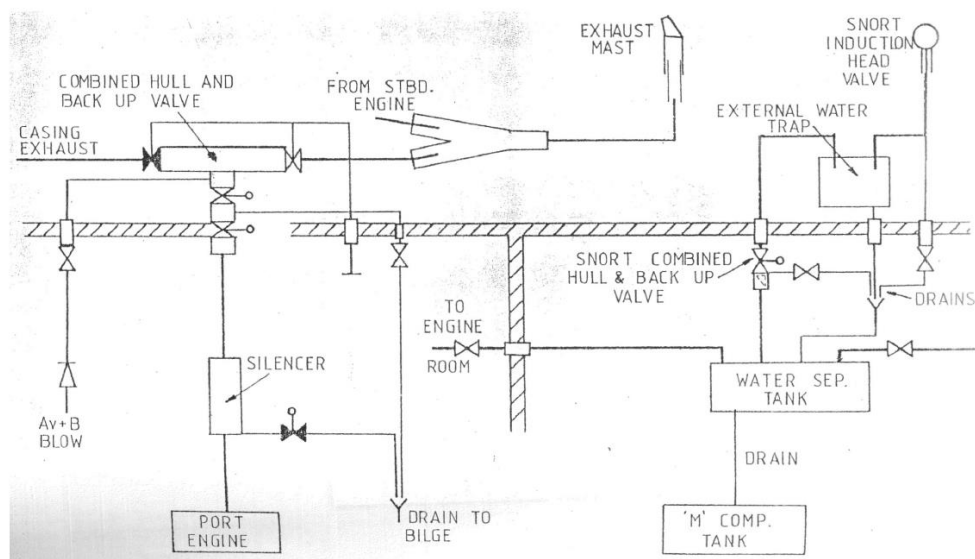 COMBINED HULL AND
BACK UP VALVE
CASING
EXHAUST
FROM STBD.
ENGINE
EXHAUST
MAST
SNORT
INDUCTION
HEAD
VALVE
EXTERNAL WATER
TRAP
SNORT COMBINED
HULL & BACK UP
VALVE
DRAINS
TO
ENGINE
ROOM
WATER SEP.
TANK
SILENCER
Av+B
BLOW
DRAIN
PORT
ENGINE
DRAIN TO
BILGE
'M' COMP.
TANK